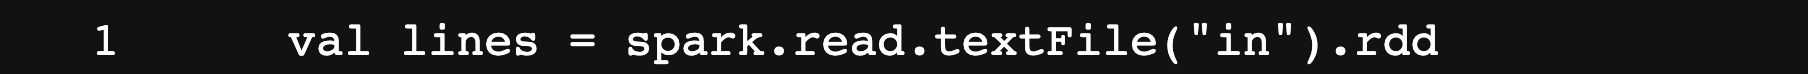 1 val lines = spark.read.textFile("in").rdd